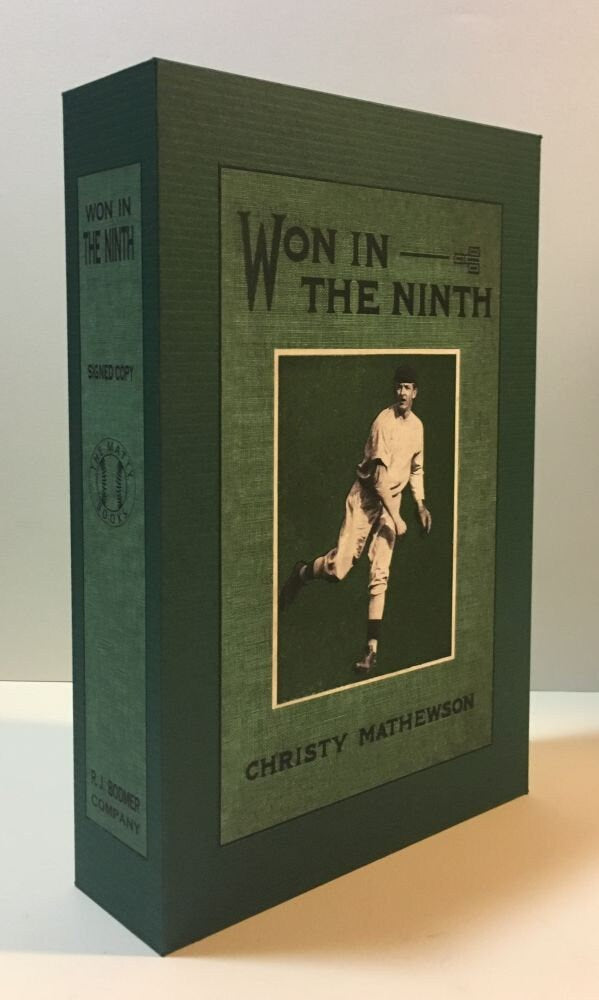 WON IN
THE NINTH
SIGNED COPY
THE MATTY
BOOKS
R.J. BODMER
COMPANY
WON IN
THE NINTH
CHRISTY MATHEWSON